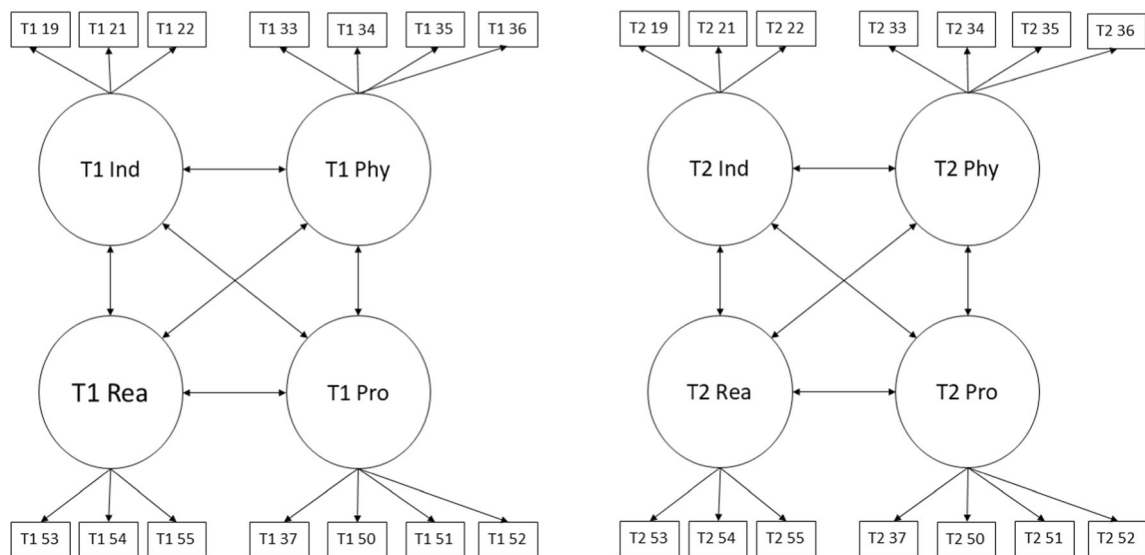 T1 19 T1 21 T1 22 T1 33 T1 34 T1 35 T1 36
T1 Ind T1 Phy
T1 Rea T1 Pro
T1 53 T1 54 T1 55 T1 37 T1 50 T1 51 T1 52
T2 19 T2 21 T2 22 T2 33 T2 34 T2 35 T2 36
T2 Ind T2 Phy
T2 Rea T2 Pro
T2 53 T2 54 T2 55 T2 37 T2 50 T2 51 T2 52